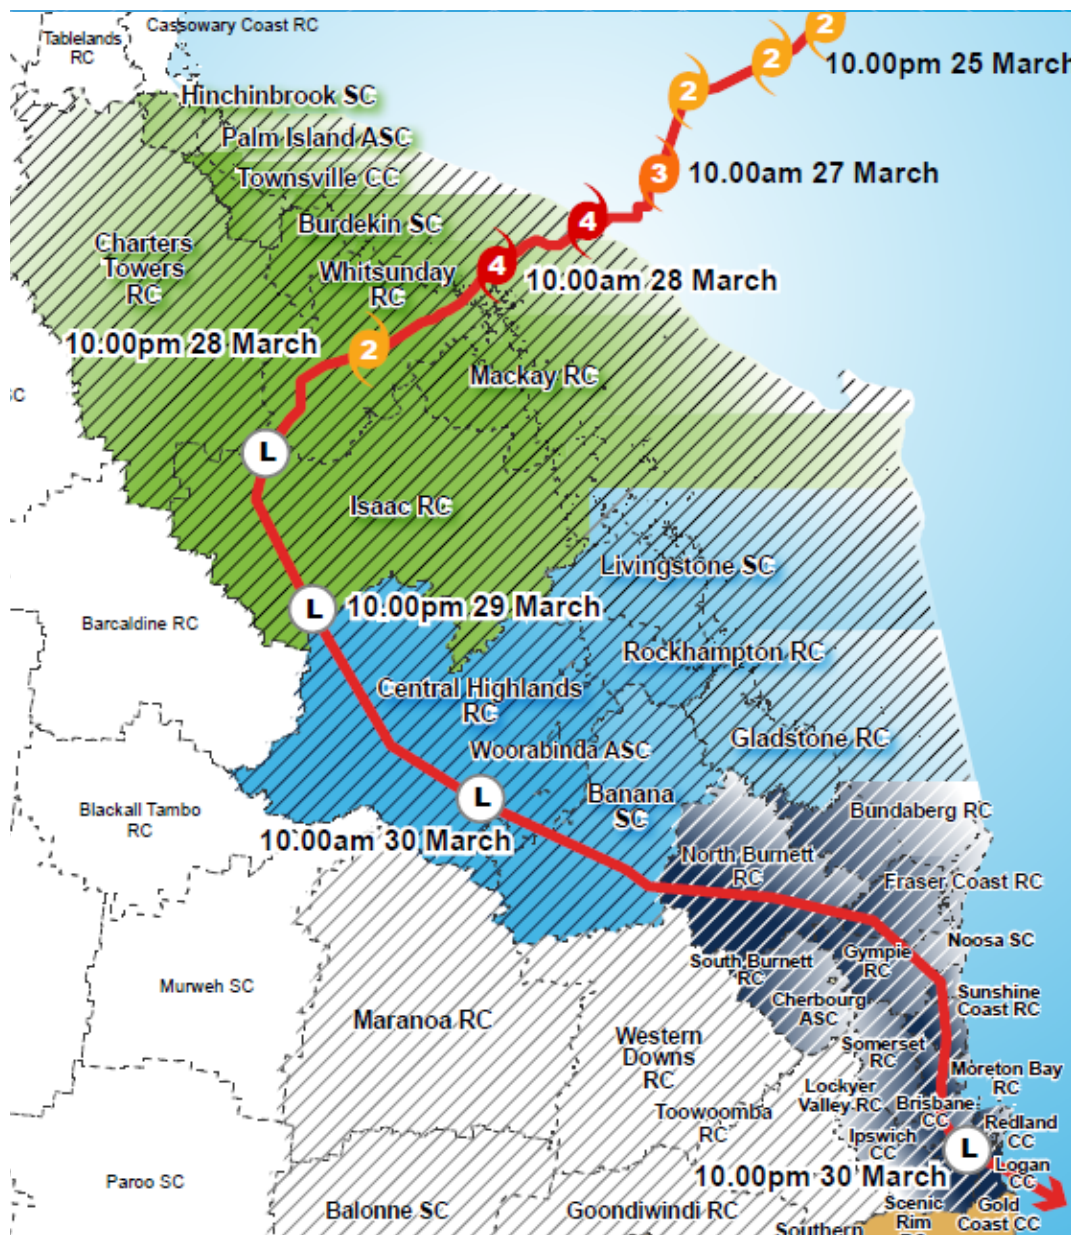 Cassowary Coast RC
Tablelands
RC
2
2
10.00pm 25 March
2
Hinchinbrook SC
Palm Island ASC
Townsville CC
3
10.00am 27 March
Burdekin SC
4
Charters
Towers
RC
Whitsunday
RC
4
10.00am 28 March
10.00pm 28 March
2
Mackay RC
SC
L
Isaac RC
Livingstone SC
L
10.00pm 29 March
Barcaldine RC
Rockhampton RC
Central Highlands
RC
Gladstone RC
Woorabinda ASC
L
Banana
SC
Blackall Tambo
RC
Bundaberg RC
10.00am 30 March
North Burnett
RC
Fraser Coast RC
Noosa SC
Gympie
RC
South Burnett
RC
Murweh SC
Cherbourg
ASC
Sunshine
Coast RC
Maranoa RC
Western
Downs
RC
Somerset
RC
Moreton Bay
RC
Lockyer
Valley RC
Brisbane
CC
Toowoomba
RC
Redland
CC
Ipswich
CC
L
10.00pm 30 March
Logan
CC
Paroo SC
Balonne SC
Goondiwindi RC
Scenic
Rim
Gold
Coast CC
Southern